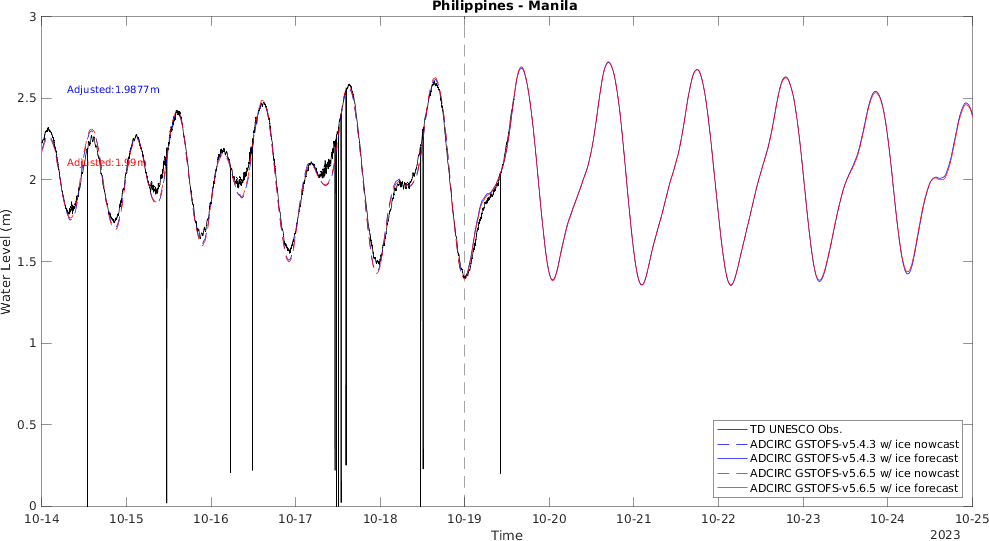 Philippines - Manila
3
2.5
2
1.5
1
0.5
0
Water Level (m)
Adjusted:1.9877m
Adjusted:1.99m
TD UNESCO Obs.
ADCIRC GSTOFS-v5.4.3 w/ ice nowcast
ADCIRC GSTOFS-v5.4.3 w/ ice forecast
ADCIRC GSTOFS-v5.6.5 w/ ice nowcast
ADCIRC GSTOFS-v5.6.5 w/ ice forecast
10-14 10-15 10-16 10-17 10-18 10-19 10-20 10-21 10-22 10-23 10-24 10-25
Time
2023